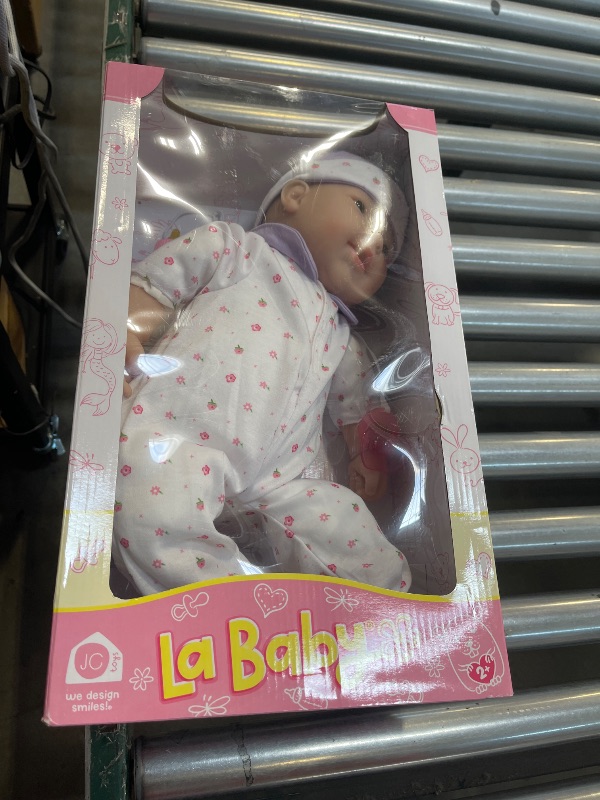 La Baby
JC
toys
we design
smiles!®
2+